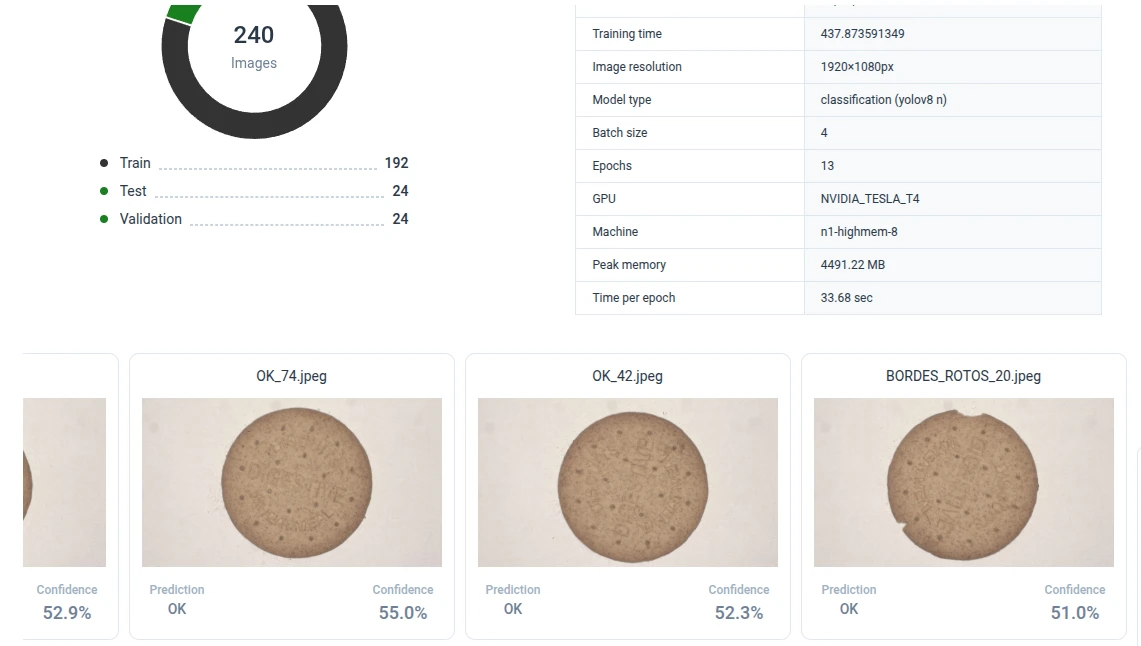 240
Images
Train 192
Test 24
Validation 24
Training time 437.873591349
Image resolution 1920×1080px
Model type classification (yolov8 n)
Batch size 4
Epochs 13
GPU NVIDIA_TESLA_T4
Machine n1-highmem-8
Peak memory 4491.22 MB
Time per epoch 33.68 sec
Confidence
52.9%
OK_74.jpeg
Prediction Confidence
OK 55.0%
OK_42.jpeg
Prediction Confidence
OK 52.3%
BORDES_ROTOS_20.jpeg
Prediction Confidence
OK 51.0%